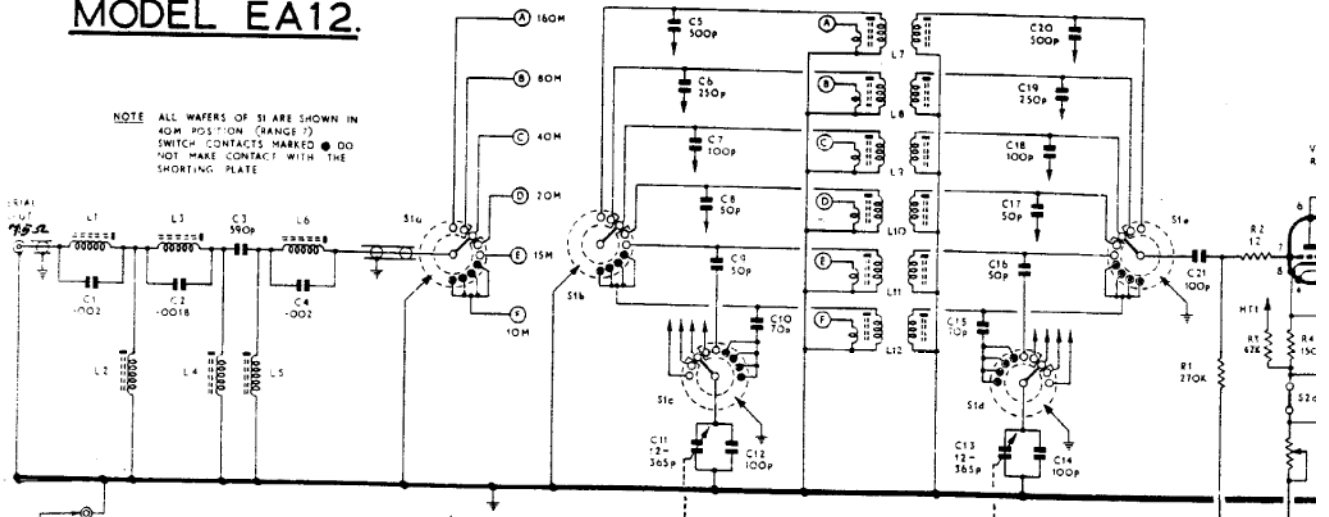 MODEL EA12.
NOTE ALL WAFERS OF S1 ARE SHOWN IN
40M POSITION (RANGE 7)
SWITCH CONTACTS MARKED ● DO
NOT MAKE CONTACT WITH THE
SHORTING PLATE
75Ω
L1
L3
C3
590p
L6
C1
·002
C2
·0018
C4
·002
L2
L4
L5
S1a
A 160M
B 80M
C 40M
D 20M
E 15M
F
10M
S1b
C5
500p
C6
250p
C7
100p
C8
50p
C9
50p
C10
70p
S1c
C11
12-
365p
C12
100p
A
L7
B
L8
C
L9
D
L10
E
L11
F
L12
C20
500p
C19
250p
C18
100p
C17
50p
C16
50p
C15
70p
S1d
C13
12-
365p
C14
100p
S1e
C21
100p
R2
12
R1
270K
HT1
R4
V
R
6
7
8